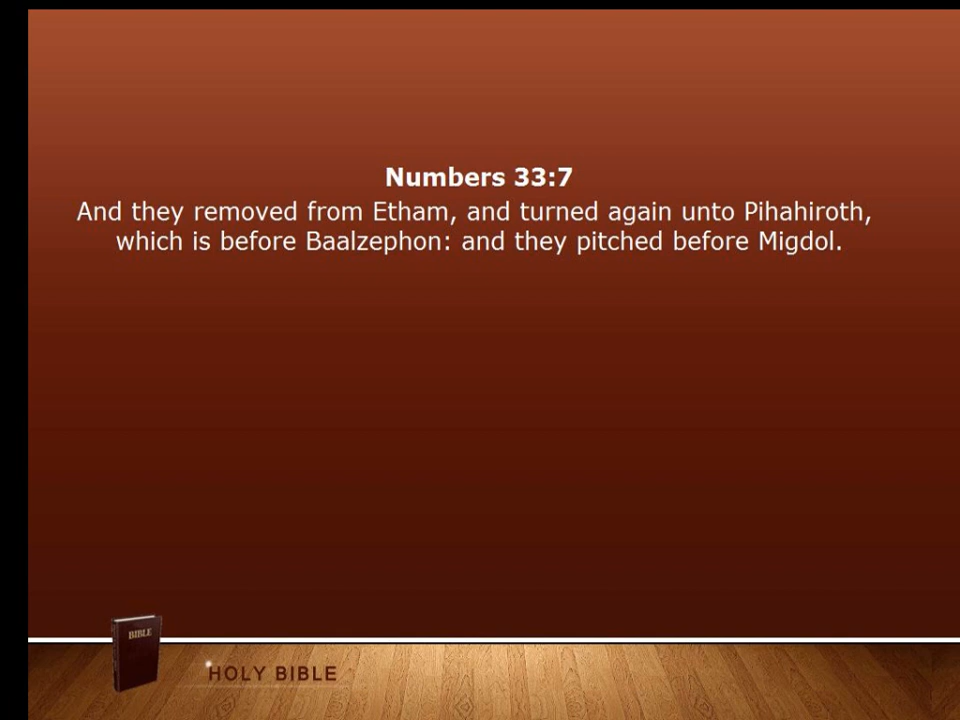 Numbers 33:7
And they removed from Etham, and turned again unto Pihahiroth,
which is before Baalzephon: and they pitched before Migdol.
BIBLE
HOLY BIBLE